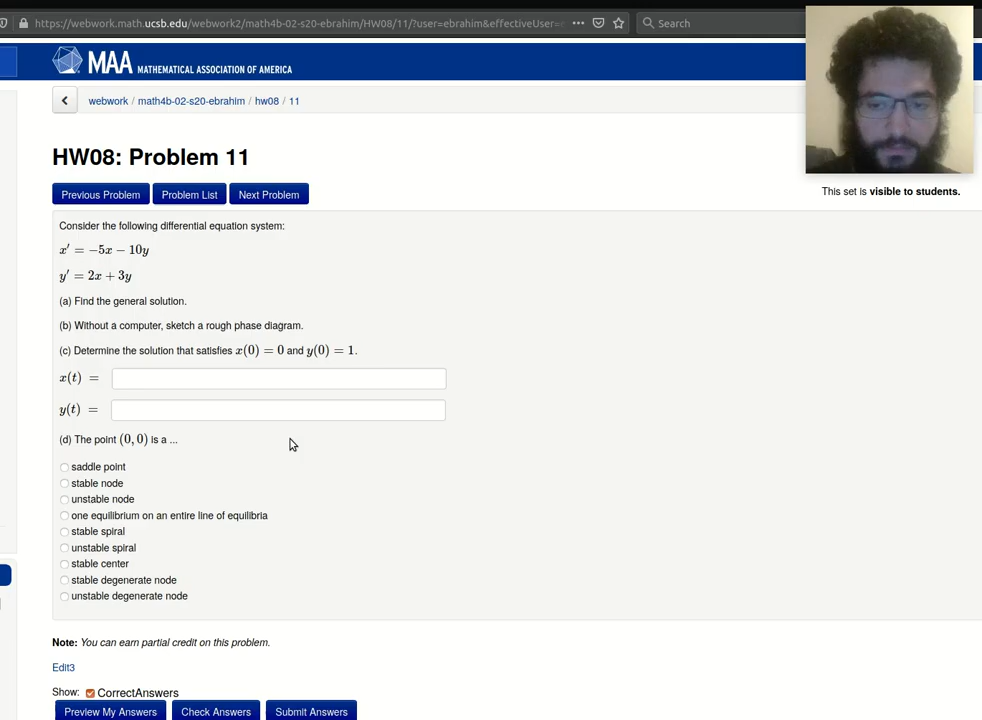 https://webwork.math.ucsb.edu/webwork2/math4b-02-s20-ebrahim/HW08/11/?user=ebrahim&effectiveUser= ••• Search
MAA MATHEMATICAL ASSOCIATION OF AMERICA
webwork / math4b-02-s20-ebrahim / hw08 / 11
HW08: Problem 11
Previous Problem Problem List Next Problem
This set is visible to students.
Consider the following differential equation system:
x′ = −5x − 10y
y′ = 2x + 3y
(a) Find the general solution.
(b) Without a computer, sketch a rough phase diagram.
(c) Determine the solution that satisfies x(0) = 0 and y(0) = 1.
x(t) =
y(t) =
(d) The point (0, 0) is a ...
saddle point
stable node
unstable node
one equilibrium on an entire line of equilibria
stable spiral
unstable spiral
stable center
stable degenerate node
unstable degenerate node
Note: You can earn partial credit on this problem.
Edit3
Show: CorrectAnswers
Preview My Answers Check Answers Submit Answers